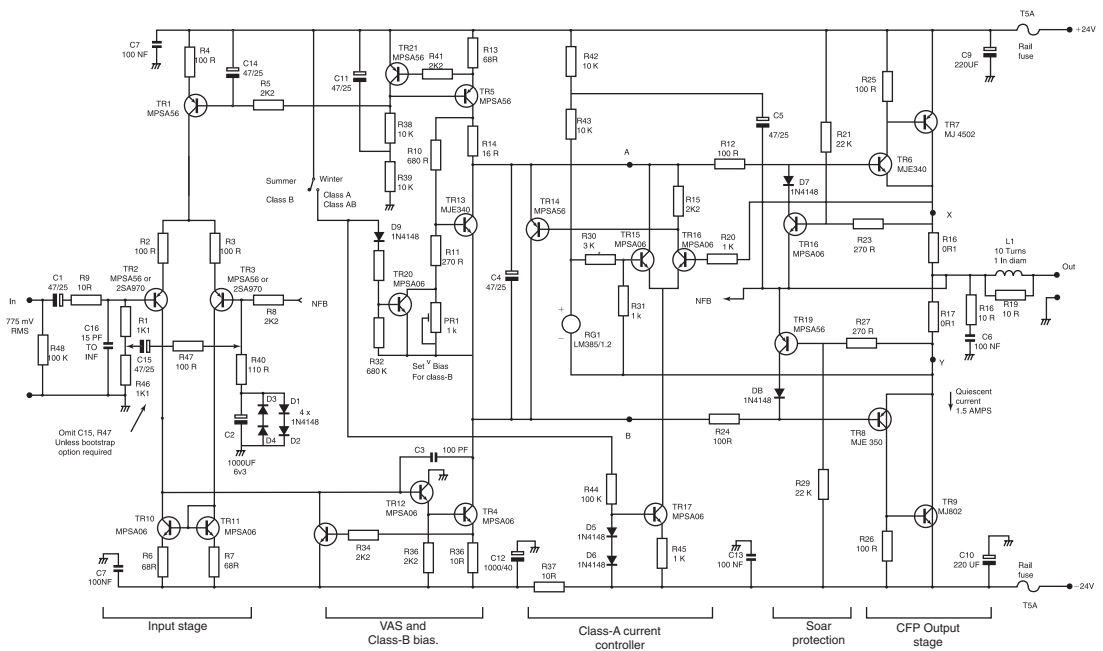 T5A
+24V
Rail
fuse
C7
100 NF
R4
100 R
C14
47/25
R5
2K2
TR1
MPSA56
C11
47/25
TR21
MPSA56
R41
2K2
R13
68R
TR5
MPSA56
R38
10 K
R10
680 R
R14
16 R
R39
10 K
R42
10 K
R43
10 K
C5
47/25
R21
22 K
R25
100 R
C9
220UF
TR7
MJ 4502
A
R12
100 R
TR6
MJE340
D7
1N4148
Summer
Winter
Class B
Class A
Class AB
TR13
MJE340
TR14
MPSA56
R15
2K2
X
D9
1N4148
R11
270 R
R30
3 K
TR15
MPSA06
TR16
MPSA06
R20
1 K
TR16
MPSA06
R23
270 R
R16
0R1
L1
10 Turns
1 In diam
Out
R2
100 R
R3
100 R
TR2
MPSA56 or
2SA970
TR3
MPSA56 or
2SA970
C1
47/25
R9
10R
In
NFB
R8
2K2
TR20
MPSA06
C4
47/25
NFB
R19
10 R
775 mV
RMS
C16
15 PF
TO
INF
R1
1K1
PR1
1 k
R31
1 k
+
−
RG1
LM385/1.2
R17
0R1
R16
10 R
C6
100 NF
R48
100 K
C15
47/25
R47
100 R
R40
110 R
R32
680 K
TR19
MPSA56
R27
270 R
Y
R46
1K1
Set v Bias
For class-B
D3
D1
4 x
1N4148
DB
1N4148
Quiescent
current
1.5 AMPS
Omit C15, R47
Unless bootstrap
option required
C2
D4
D2
1000UF
6v3
B
R24
100R
TR8
MJE 350
C3
100 PF
R44
100 K
R29
22 K
TR12
MPSA06
TR4
MPSA06
TR17
MPSA06
TR9
MJ802
TR10
MPSA06
TR11
MPSA06
D5
1N4148
R6
68R
R7
68R
R34
2K2
R36
2K2
R36
10R
C12
1000/40
D6
1N4148
R45
1 K
C13
100 NF
R26
100 R
C10
220 UF
Rail
fuse
C7
100NF
R37
10R
−24V
T5A
Input stage
VAS and
Class-B bias.
Class-A current
controller
Soar
protection
CFP Output
stage